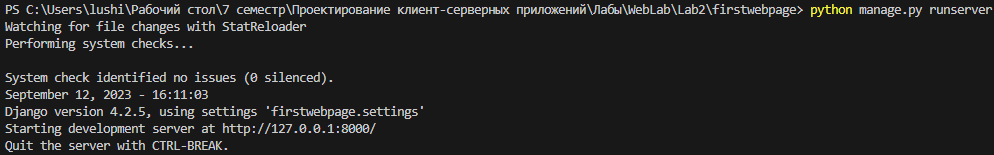 PS C:\Users\lushi\Рабочий стол\7 семестр\Проектирование клиент-серверных приложений\Лабы\WebLab\Lab2\firstwebpage> python manage.py runserver
Watching for file changes with StatReloader
Performing system checks...

System check identified no issues (0 silenced).
September 12, 2023 - 16:11:03
Django version 4.2.5, using settings 'firstwebpage.settings'
Starting development server at http://127.0.0.1:8000/
Quit the server with CTRL-BREAK.